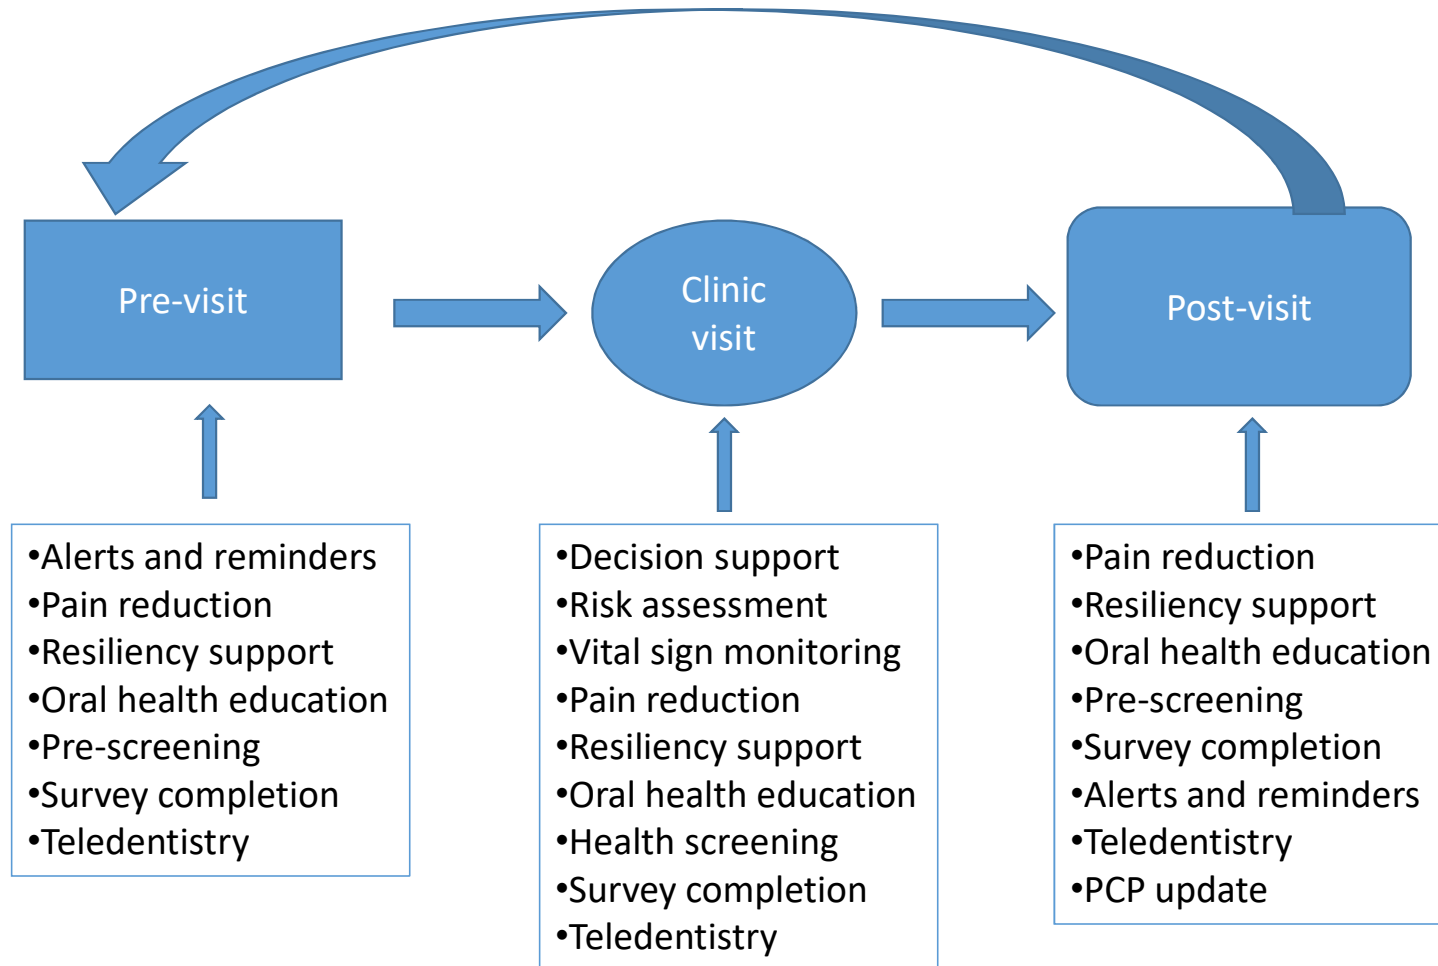 Pre-visit
Clinic
visit
Post-visit
•Alerts and reminders
•Pain reduction
•Resiliency support
•Oral health education
•Pre-screening
•Survey completion
•Teledentistry
•Decision support
•Risk assessment
•Vital sign monitoring
•Pain reduction
•Resiliency support
•Oral health education
•Health screening
•Survey completion
•Teledentistry
•Pain reduction
•Resiliency support
•Oral health education
•Pre-screening
•Survey completion
•Alerts and reminders
•Teledentistry
•PCP update